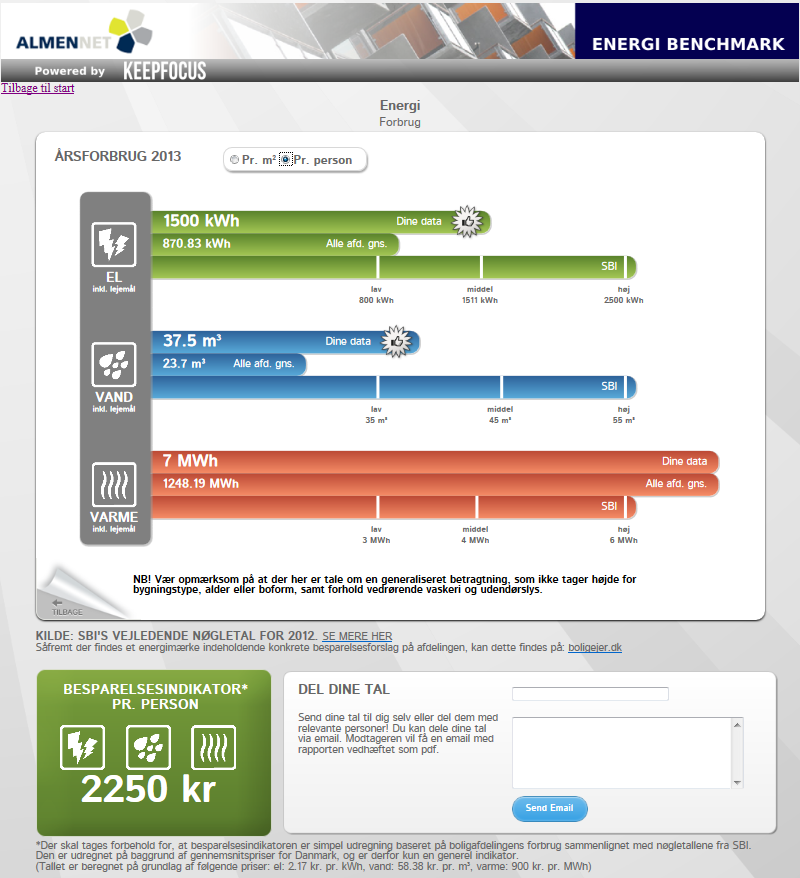 ALMENNET
ENERGI BENCHMARK
Powered by KEEPFOCUS
Tilbage til start
Energi
Forbrug
ÅRSFORBRUG 2013
Pr. m² Pr. person
1500 kWh Dine data
870.83 kWh Alle afd. gns.
SBI
EL
inkl. lejemål
lav middel høj
800 kWh 1511 kWh 2500 kWh
37.5 m³ Dine data
23.7 m³ Alle afd. gns.
SBI
VAND
inkl. lejemål
lav middel høj
35 m³ 45 m³ 55 m³
7 MWh Dine data
1248.19 MWh Alle afd. gns.
SBI
VARME
inkl. lejemål
lav middel høj
3 MWh 4 MWh 6 MWh
NB! Vær opmærksom på at der her er tale om en generaliseret betragtning, som ikke tager højde for
bygningstype, alder eller boform, samt forhold vedrørende vaskeri og udendørslys.
TILBAGE
KILDE: SBI'S VEJLEDENDE NØGLETAL FOR 2012. SE MERE HER
Såfremt der findes et energimærke indeholdende konkrete besparelsesforslag på afdelingen, kan dette findes på: boligejer.dk
BESPARELSESINDIKATOR*
PR. PERSON
2250 kr
DEL DINE TAL
Send dine tal til dig selv eller del dem med
relevante personer! Du kan dele dine tal
via email. Modtageren vil få en email med
rapporten vedhæftet som pdf.
Send Email
*Der skal tages forbehold for, at besparelsesindikatoren er simpel udregning baseret på boligafdelingens forbrug sammenlignet med nøgletallene fra SBI.
Den er udregnet på baggrund af gennemsnitspriser for Danmark, og er derfor kun en generel indikator.
(Tallet er beregnet på grundlag af følgende priser: el: 2.17 kr. pr. kWh, vand: 58.38 kr. pr. m³, varme: 900 kr. pr. MWh)